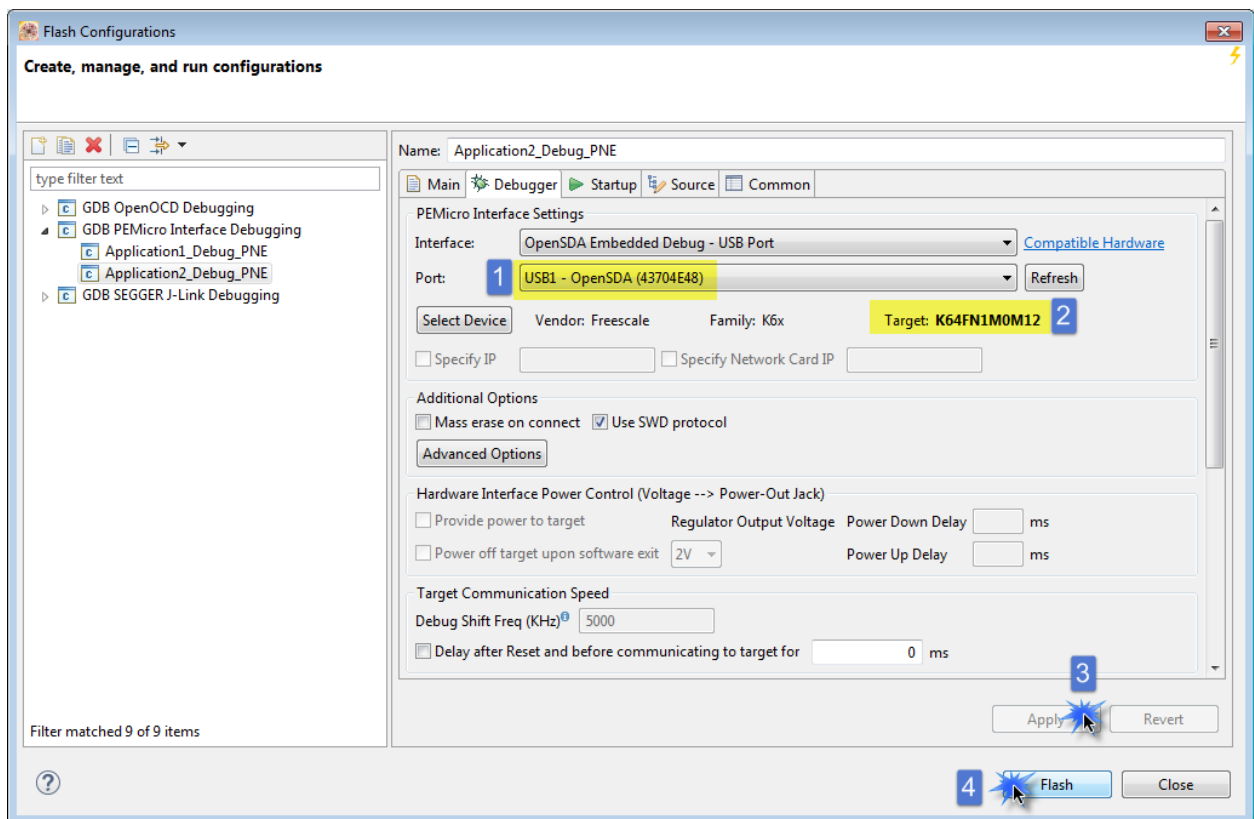 Flash Configurations
Create, manage, and run configurations
type filter text
GDB OpenOCD Debugging
GDB PEMicro Interface Debugging
Application1_Debug_PNE
Application2_Debug_PNE
GDB SEGGER J-Link Debugging
Filter matched 9 of 9 items
Name: Application2_Debug_PNE
Main Debugger Startup Source Common
PEMicro Interface Settings
Interface: OpenSDA Embedded Debug - USB Port Compatible Hardware
Port: 1 USB1 - OpenSDA (43704E48) Refresh
Select Device Vendor: Freescale Family: K6x Target: K64FN1M0M12 2
Specify IP Specify Network Card IP
Additional Options
Mass erase on connect Use SWD protocol
Advanced Options
Hardware Interface Power Control (Voltage --> Power-Out Jack)
Provide power to target Regulator Output Voltage Power Down Delay ms
Power off target upon software exit 2V Power Up Delay ms
Target Communication Speed
Debug Shift Freq (KHz) 5000
Delay after Reset and before communicating to target for 0 ms
3
Apply Revert
4 Flash Close